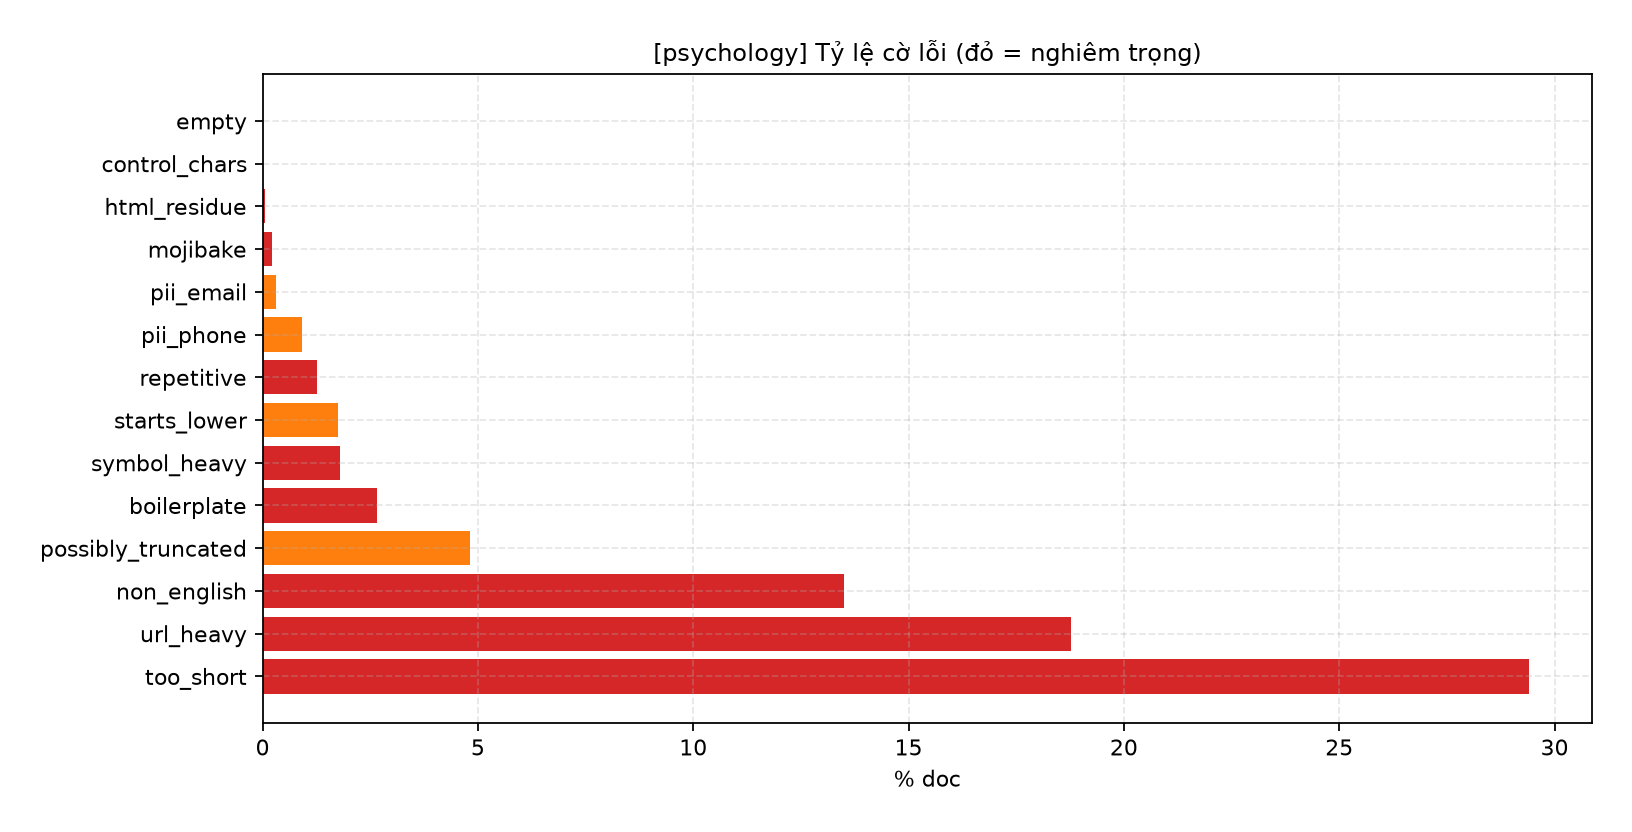 [psychology] Tỷ lệ cờ lỗi (đỏ = nghiêm trọng)
empty
control_chars
html_residue
mojibake
pii_email
pii_phone
repetitive
starts_lower
symbol_heavy
boilerplate
possibly_truncated
non_english
url_heavy
too_short
0 5 10 15 20 25 30
% doc